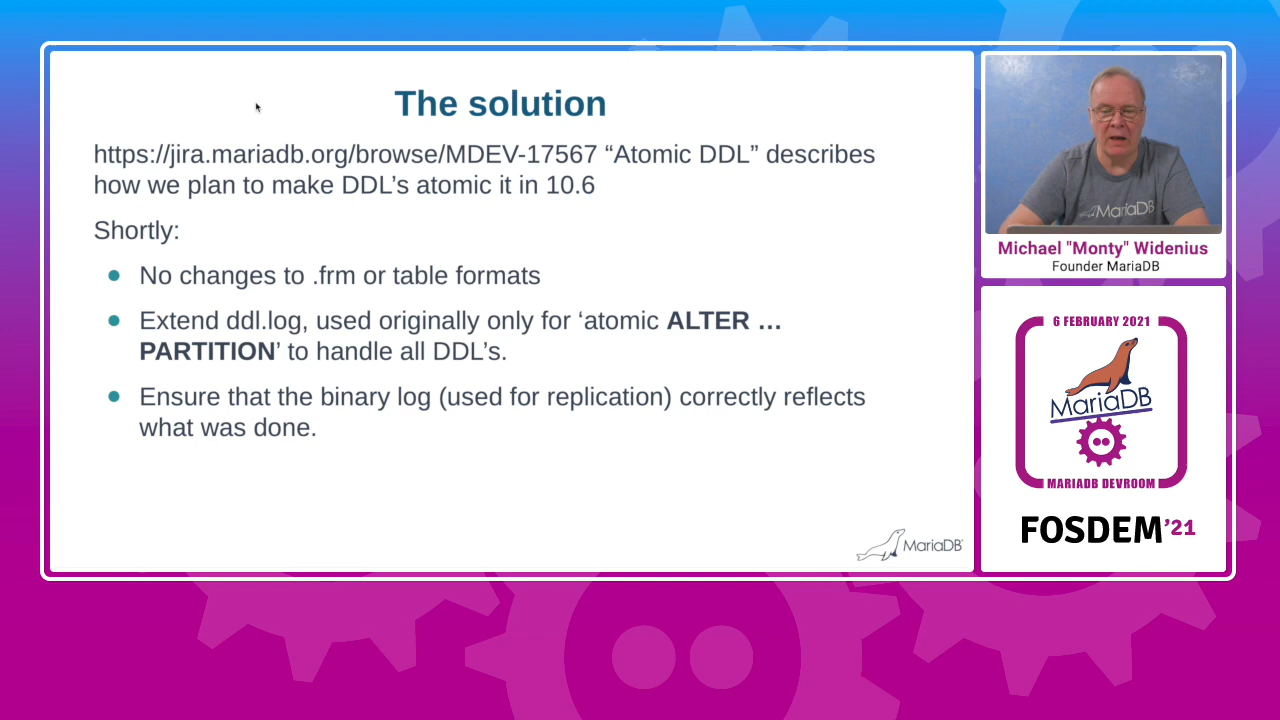 The solution
https://jira.mariadb.org/browse/MDEV-17567 “Atomic DDL” describes
how we plan to make DDL’s atomic it in 10.6
Shortly:
No changes to .frm or table formats
Extend ddl.log, used originally only for ‘atomic ALTER …
PARTITION’ to handle all DDL’s.
Ensure that the binary log (used for replication) correctly reflects
what was done.
MariaDB
MariaDB
Michael "Monty" Widenius
Founder MariaDB
6 FEBRUARY 2021
MariaDB
MARIADB DEVROOM
FOSDEM’21